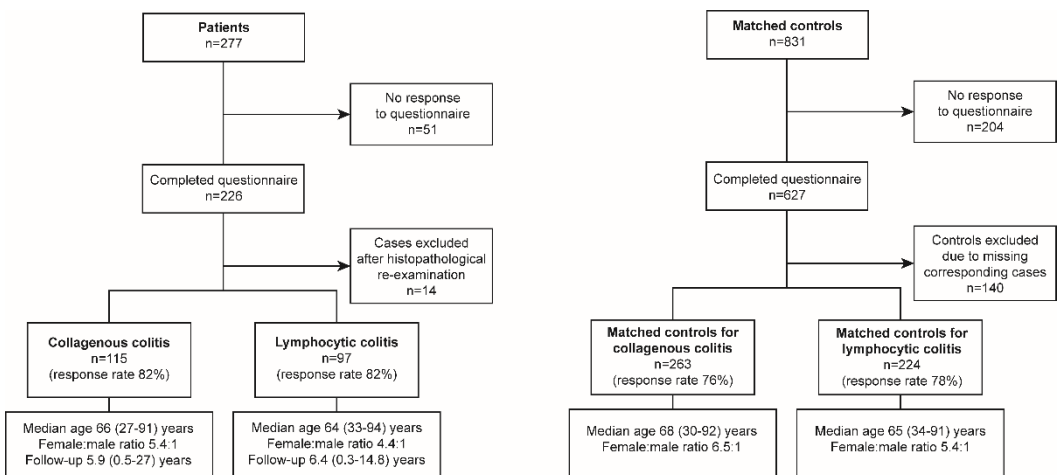 Patients
n=277
No response
to questionnaire
n=51
Completed questionnaire
n=226
Cases excluded
after histopathological
re-examination
n=14
Collagenous colitis
n=115
(response rate 82%)
Lymphocytic colitis
n=97
(response rate 82%)
Median age 66 (27-91) years
Female:male ratio 5.4:1
Follow-up 5.9 (0.5-27) years
Median age 64 (33-94) years
Female:male ratio 4.4:1
Follow-up 6.4 (0.3-14.8) years
Matched controls
n=831
No response
to questionnaire
n=204
Completed questionnaire
n=627
Controls excluded
due to missing
corresponding cases
n=140
Matched controls for
collagenous colitis
n=263
(response rate 76%)
Matched controls for
lymphocytic colitis
n=224
(response rate 78%)
Median age 68 (30-92) years
Female:male ratio 6.5:1
Median age 65 (34-91) years
Female:male ratio 5.4:1